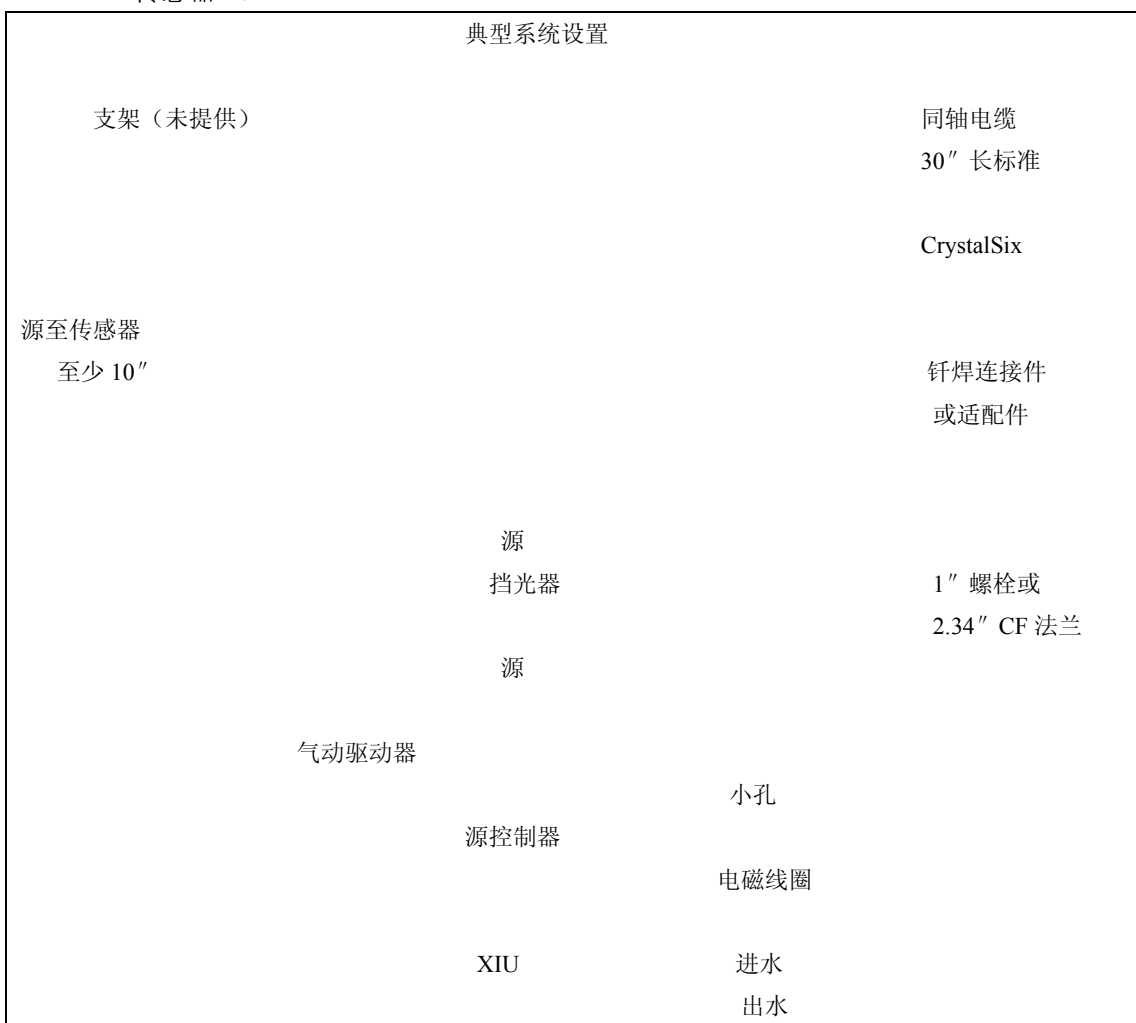 典型系统设置
支架（未提供）
同轴电缆
30″ 长标准
CrystalSix
源至传感器
至少 10″
钎焊连接件
或适配件
源
挡光器
1″ 螺栓或
2.34″ CF 法兰
源
气动驱动器
小孔
源控制器
电磁线圈
XIU
进水
出水